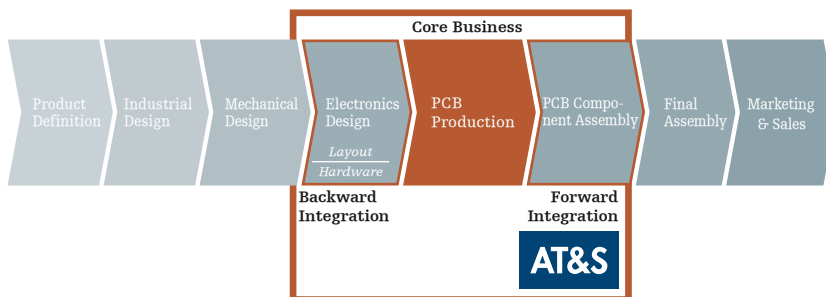 Core Business
Product
Definition
Industrial
Design
Mechanical
Design
Electronics
Design
Layout
Hardware
PCB
Production
PCB Compo-
nent Assembly
Final
Assembly
Marketing
& Sales
Backward
Integration
Forward
Integration
AT&S